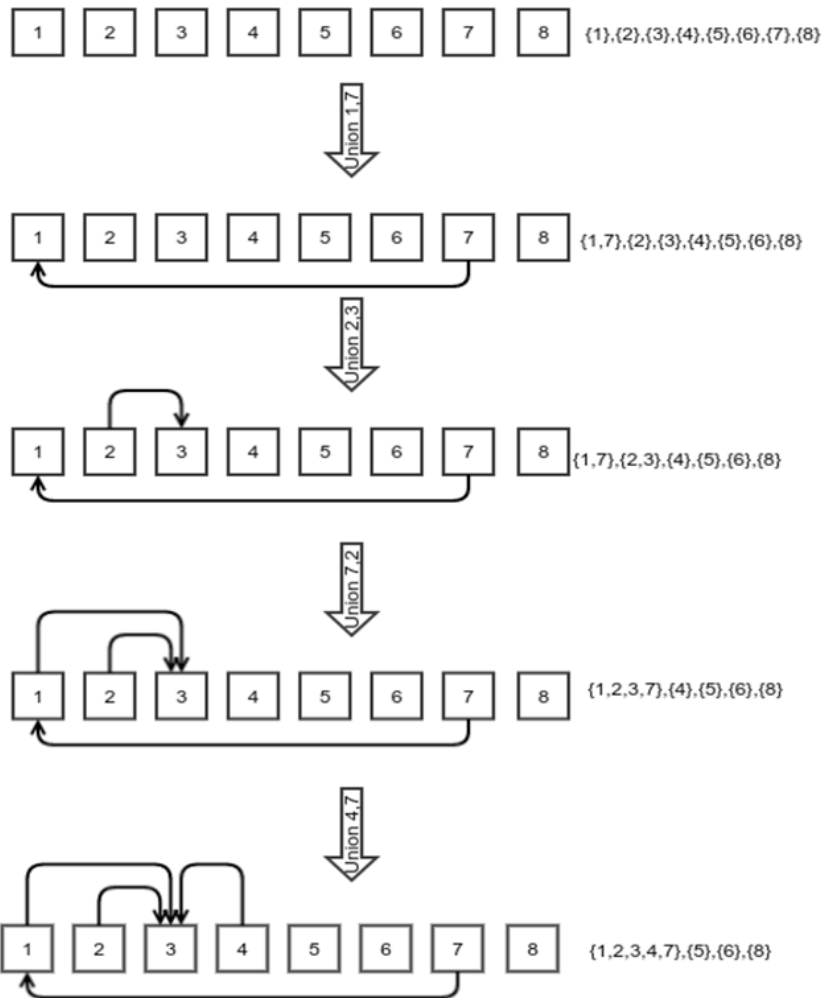 1 2 3 4 5 6 7 8 {1},{2},{3},{4},{5},{6},{7},{8}
Union 1,7
1 2 3 4 5 6 7 8 {1,7},{2},{3},{4},{5},{6},{8}
Union 2,3
1 2 3 4 5 6 7 8 {1,7},{2,3},{4},{5},{6},{8}
Union 7,2
1 2 3 4 5 6 7 8 {1,2,3,7},{4},{5},{6},{8}
Union 4,7
1 2 3 4 5 6 7 8 {1,2,3,4,7},{5},{6},{8}